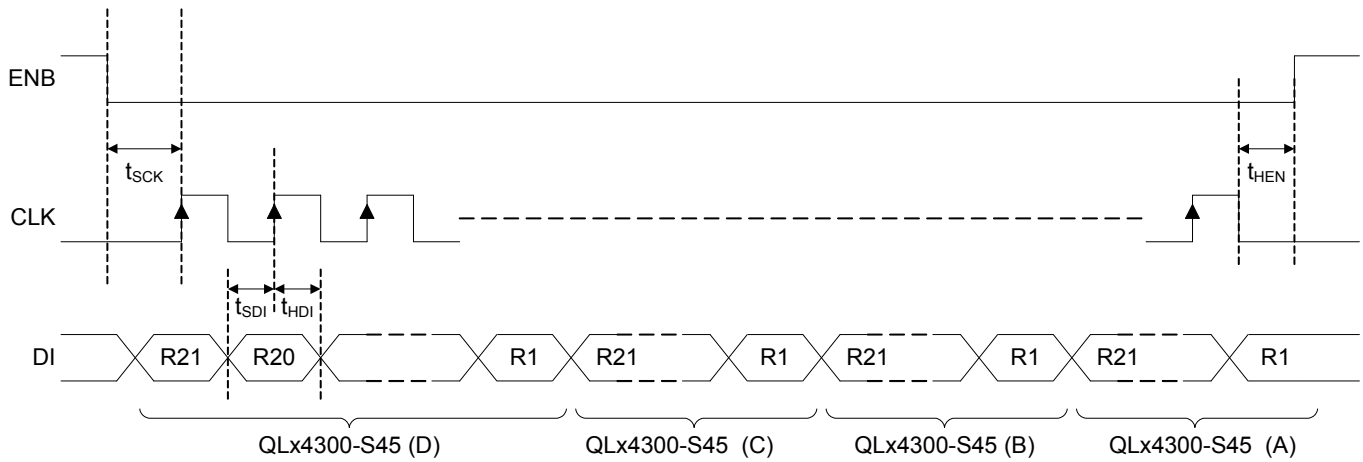 ENB
tSCK
tHEN
CLK
tSDI
tHDI
DI
R21
R20
R1
R21
R1
R21
R1
R21
R1
QLx4300-S45 (D)
QLx4300-S45 (C)
QLx4300-S45 (B)
QLx4300-S45 (A)